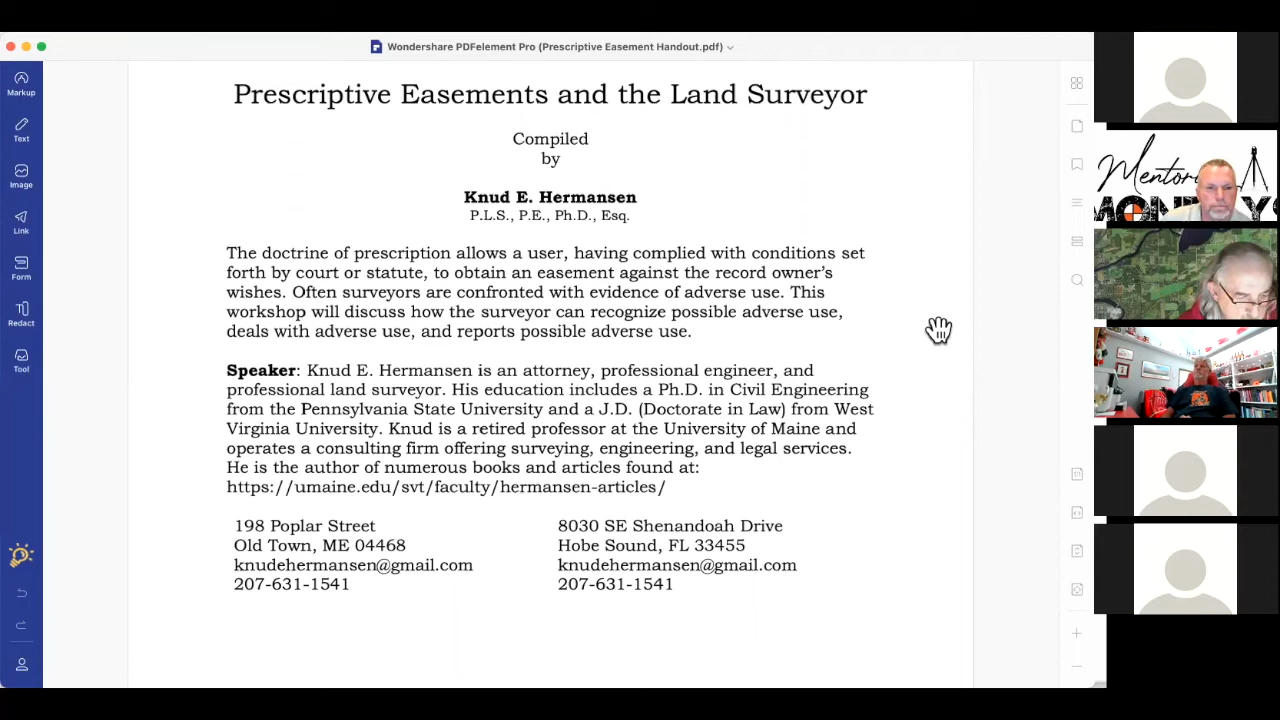 Wondershare PDFelement Pro (Prescriptive Easement Handout.pdf)
Markup
Text
Image
Link
Form
Redact
Tool
Prescriptive Easements and the Land Surveyor
Compiled
by
Knud E. Hermansen
P.L.S., P.E., Ph.D., Esq.
The doctrine of prescription allows a user, having complied with conditions set
forth by court or statute, to obtain an easement against the record owner's
wishes. Often surveyors are confronted with evidence of adverse use. This
workshop will discuss how the surveyor can recognize possible adverse use,
deals with adverse use, and reports possible adverse use.
Speaker: Knud E. Hermansen is an attorney, professional engineer, and
professional land surveyor. His education includes a Ph.D. in Civil Engineering
from the Pennsylvania State University and a J.D. (Doctorate in Law) from West
Virginia University. Knud is a retired professor at the University of Maine and
operates a consulting firm offering surveying, engineering, and legal services.
He is the author of numerous books and articles found at:
https://umaine.edu/svt/faculty/hermansen-articles/
198 Poplar Street
Old Town, ME 04468
knudehermansen@gmail.com
207-631-1541
8030 SE Shenandoah Drive
Hobe Sound, FL 33455
knudehermansen@gmail.com
207-631-1541